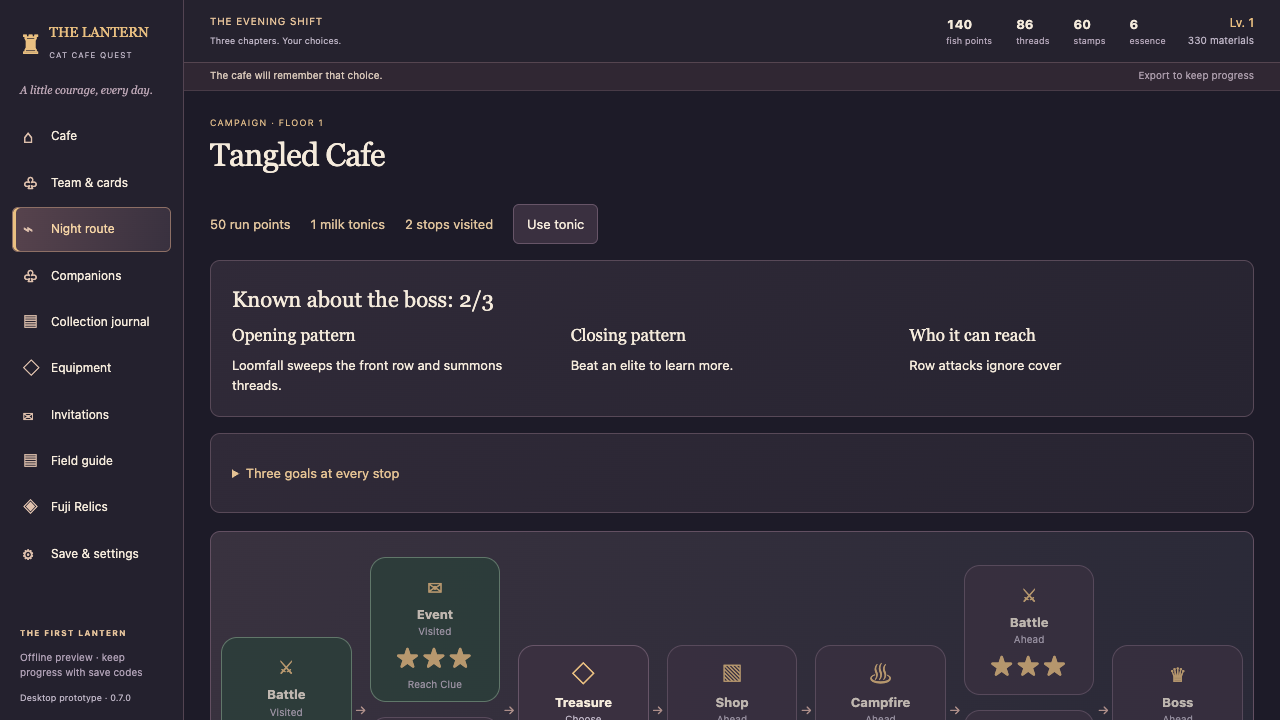 THE LANTERN
CAT CAFE QUEST
A little courage, every day.
Cafe
Team & cards
Night route
Companions
Collection journal
Equipment
Invitations
Field guide
Fuji Relics
Save & settings
THE FIRST LANTERN
Offline preview · keep
progress with save codes
Desktop prototype · 0.7.0
THE EVENING SHIFT
Three chapters. Your choices.
140
fish points
86
threads
60
stamps
6
essence
Lv. 1
330 materials
The cafe will remember that choice.
Export to keep progress
CAMPAIGN · FLOOR 1
Tangled Cafe
50 run points
1 milk tonics
2 stops visited
Use tonic
Known about the boss: 2/3
Opening pattern
Loomfall sweeps the front row and summons
threads.
Closing pattern
Beat an elite to learn more.
Who it can reach
Row attacks ignore cover
Three goals at every stop
Battle
Visited
Event
Visited
Reach Clue
Treasure
Choose
Shop
Ahead
Campfire
Ahead
Battle
Ahead
Boss
Ahead